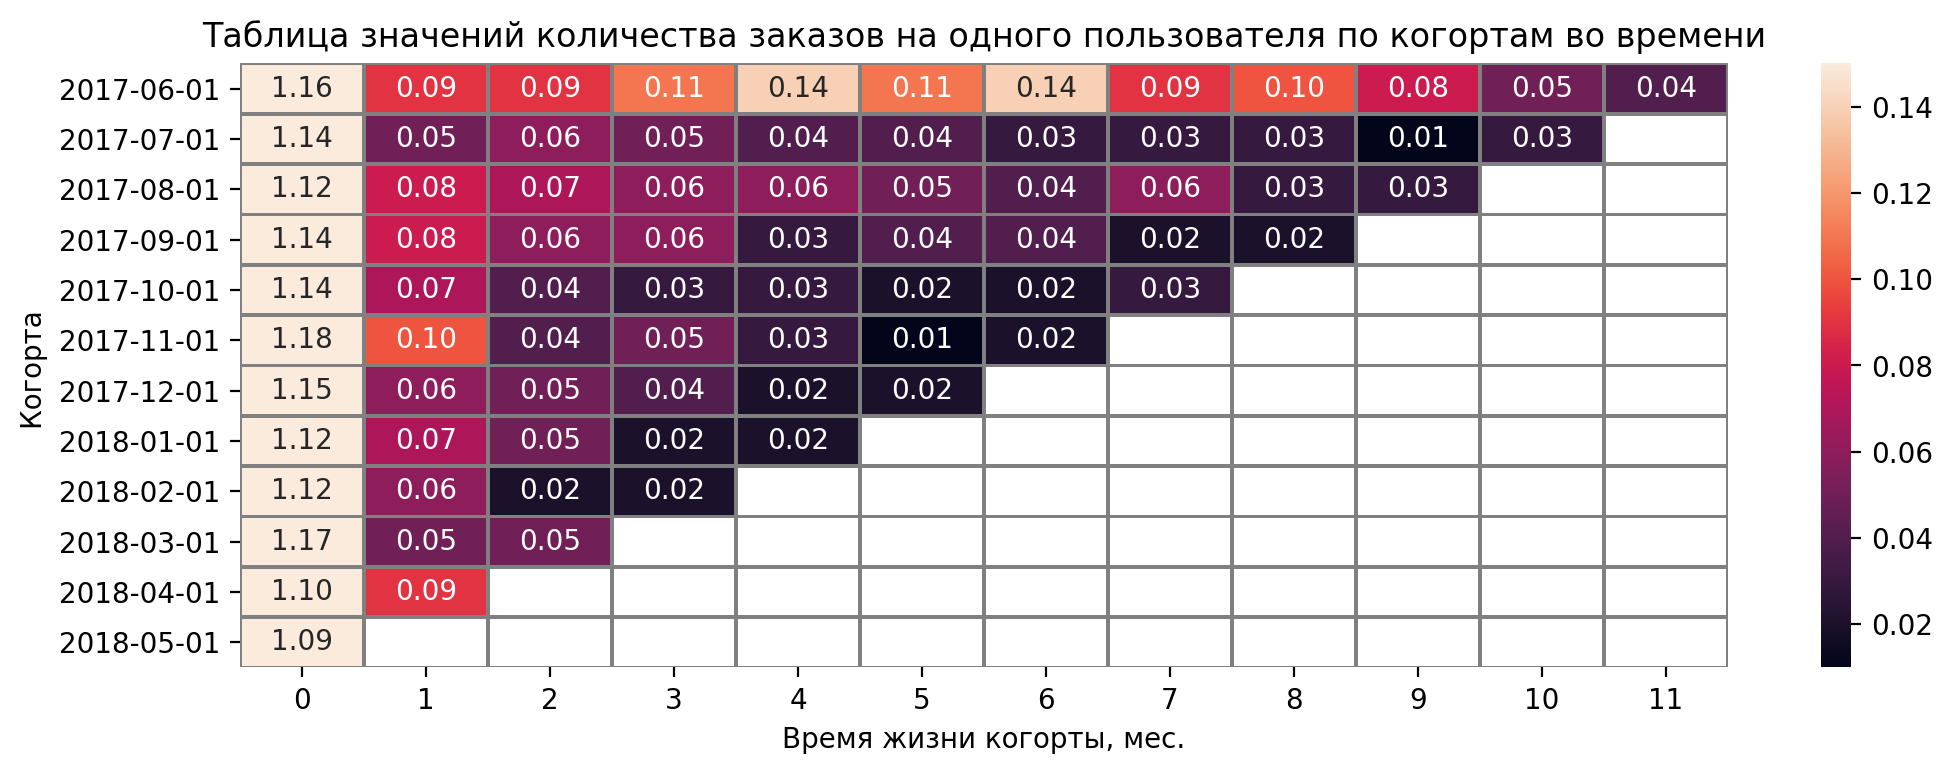 Таблица значений количества заказов на одного пользователя по когортам во времени
2017-06-01 1.16 0.09 0.09 0.11 0.14 0.11 0.14 0.09 0.10 0.08 0.05 0.04
2017-07-01 1.14 0.05 0.06 0.05 0.04 0.04 0.03 0.03 0.03 0.01 0.03
2017-08-01 1.12 0.08 0.07 0.06 0.06 0.05 0.04 0.06 0.03 0.03
2017-09-01 1.14 0.08 0.06 0.06 0.03 0.04 0.04 0.02 0.02
2017-10-01 1.14 0.07 0.04 0.03 0.03 0.02 0.02 0.03
2017-11-01 1.18 0.10 0.04 0.05 0.03 0.01 0.02
2017-12-01 1.15 0.06 0.05 0.04 0.02 0.02
2018-01-01 1.12 0.07 0.05 0.02 0.02
2018-02-01 1.12 0.06 0.02 0.02
2018-03-01 1.17 0.05 0.05
2018-04-01 1.10 0.09
2018-05-01 1.09
Когорта
0 1 2 3 4 5 6 7 8 9 10 11
Время жизни когорты, мес.
0.14
0.12
0.10
0.08
0.06
0.04
0.02